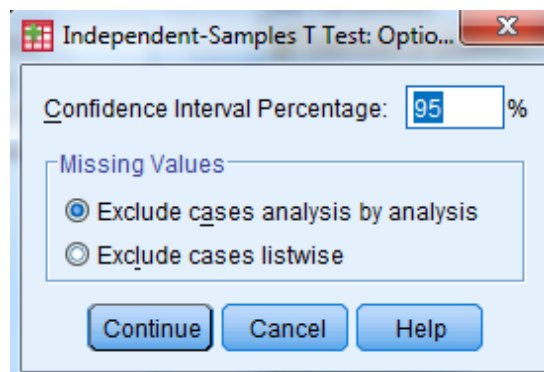 Independent-Samples T Test: Optio...
Confidence Interval Percentage: 95 %
Missing Values
Exclude cases analysis by analysis
Exclude cases listwise
Continue Cancel Help